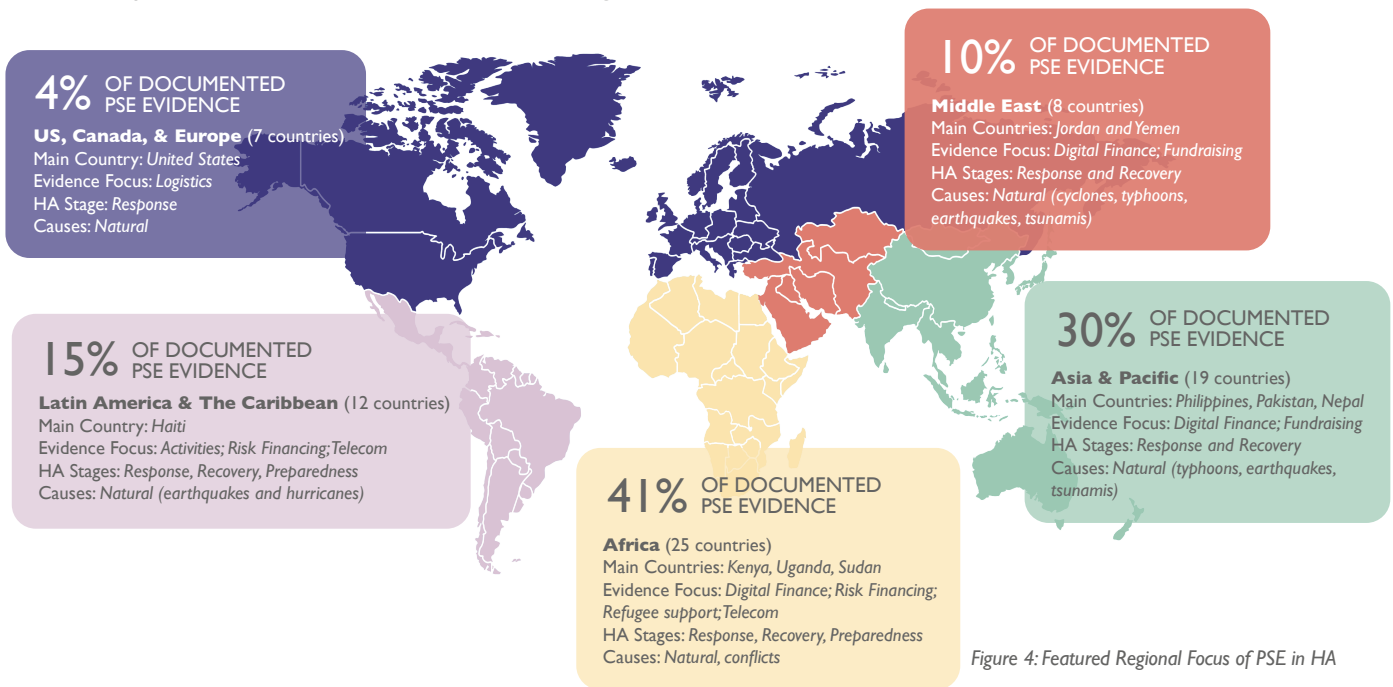 4% OF DOCUMENTED
PSE EVIDENCE
US, Canada, & Europe (7 countries)
Main Country: United States
Evidence Focus: Logistics
HA Stage: Response
Causes: Natural
10% OF DOCUMENTED
PSE EVIDENCE
Middle East (8 countries)
Main Countries: Jordan and Yemen
Evidence Focus: Digital Finance; Fundraising
HA Stages: Response and Recovery
Causes: Natural (cyclones, typhoons,
earthquakes, tsunamis)
15% OF DOCUMENTED
PSE EVIDENCE
Latin America & The Caribbean (12 countries)
Main Country: Haiti
Evidence Focus: Activities; Risk Financing; Telecom
HA Stages: Response, Recovery, Preparedness
Causes: Natural (earthquakes and hurricanes)
30% OF DOCUMENTED
PSE EVIDENCE
Asia & Pacific (19 countries)
Main Countries: Philippines, Pakistan, Nepal
Evidence Focus: Digital Finance; Fundraising
HA Stages: Response and Recovery
Causes: Natural (typhoons, earthquakes,
tsunamis)
41% OF DOCUMENTED
PSE EVIDENCE
Africa (25 countries)
Main Countries: Kenya, Uganda, Sudan
Evidence Focus: Digital Finance; Risk Financing;
Refugee support; Telecom
HA Stages: Response, Recovery, Preparedness
Causes: Natural, conflicts
Figure 4: Featured Regional Focus of PSE in HA